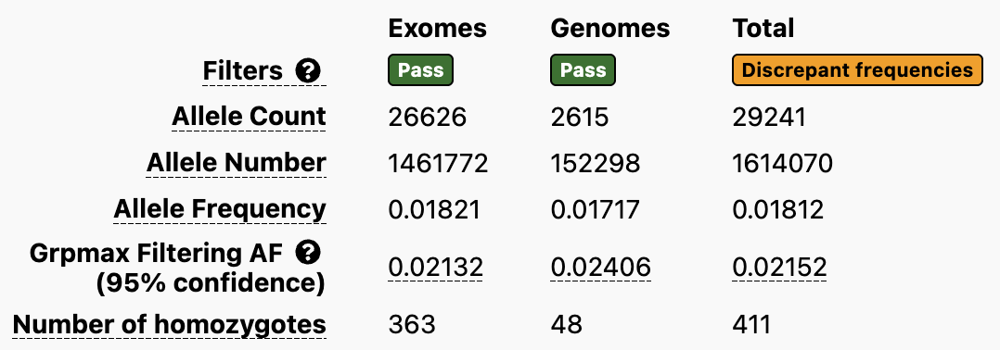 Exomes Genomes Total
Filters ? Pass Pass Discrepant frequencies
Allele Count 26626 2615 29241
Allele Number 1461772 152298 1614070
Allele Frequency 0.01821 0.01717 0.01812
Grpmax Filtering AF ?
(95% confidence) 0.02132 0.02406 0.02152
Number of homozygotes 363 48 411